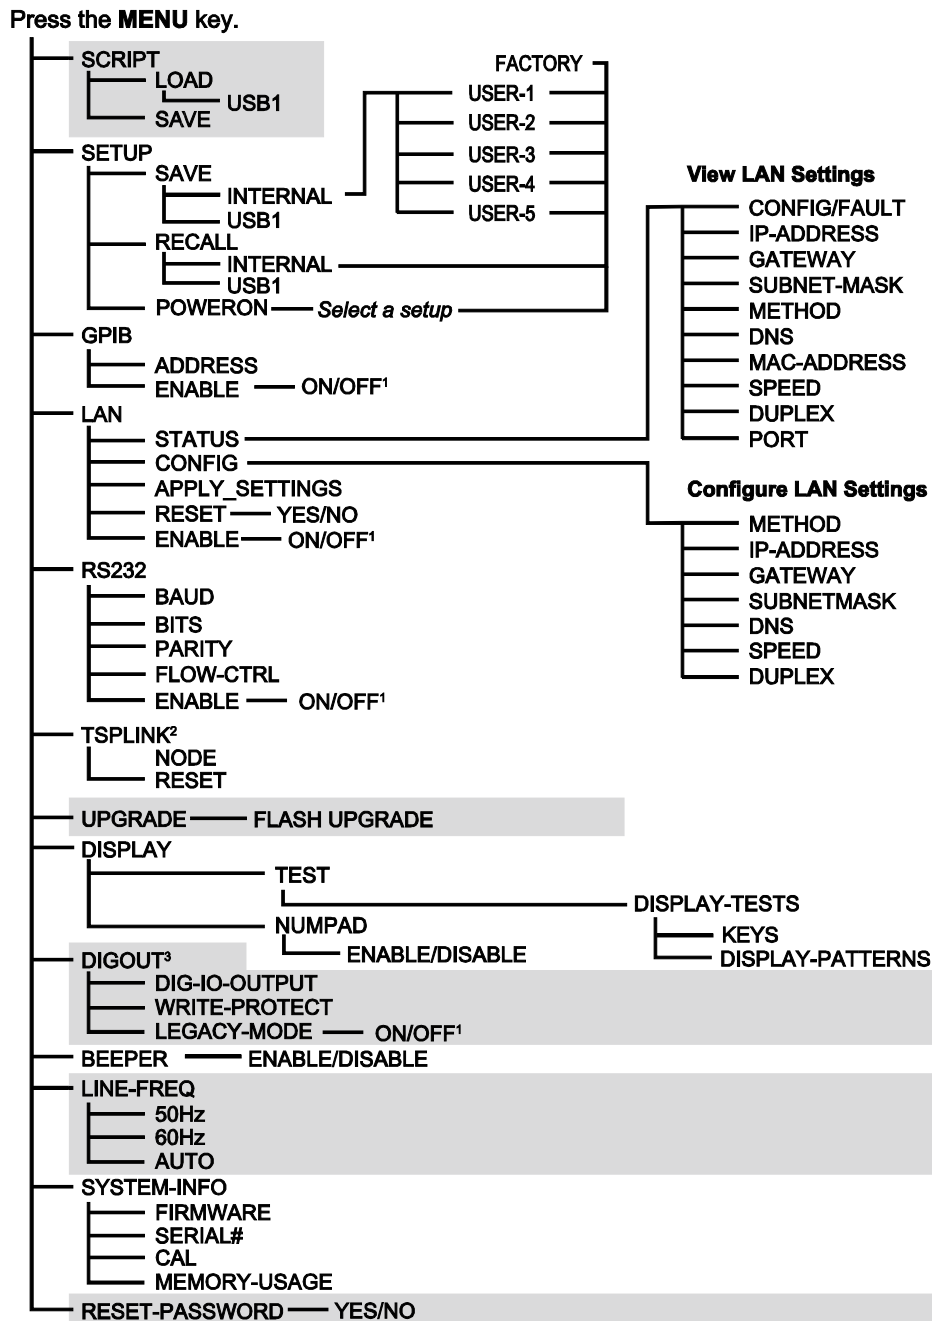 Press the MENU key.
SCRIPT
LOAD
USB1
SAVE
SETUP
SAVE
INTERNAL
USB1
RECALL
INTERNAL
USB1
POWERON
Select a setup
FACTORY
USER-1
USER-2
USER-3
USER-4
USER-5
GPIB
ADDRESS
ENABLE
ON/OFF¹
LAN
STATUS
CONFIG
APPLY_SETTINGS
RESET
YES/NO
ENABLE
ON/OFF¹
View LAN Settings
CONFIG/FAULT
IP-ADDRESS
GATEWAY
SUBNET-MASK
METHOD
DNS
MAC-ADDRESS
SPEED
DUPLEX
PORT
Configure LAN Settings
METHOD
IP-ADDRESS
GATEWAY
SUBNETMASK
DNS
SPEED
DUPLEX
RS232
BAUD
BITS
PARITY
FLOW-CTRL
ENABLE
ON/OFF¹
TSPLINK²
NODE
RESET
UPGRADE
FLASH UPGRADE
DISPLAY
TEST
DISPLAY-TESTS
KEYS
DISPLAY-PATTERNS
NUMPAD
ENABLE/DISABLE
DIGOUT³
DIG-IO-OUTPUT
WRITE-PROTECT
LEGACY-MODE
ON/OFF¹
BEEPER
ENABLE/DISABLE
LINE-FREQ
50Hz
60Hz
AUTO
SYSTEM-INFO
FIRMWARE
SERIAL#
CAL
MEMORY-USAGE
RESET-PASSWORD
YES/NO